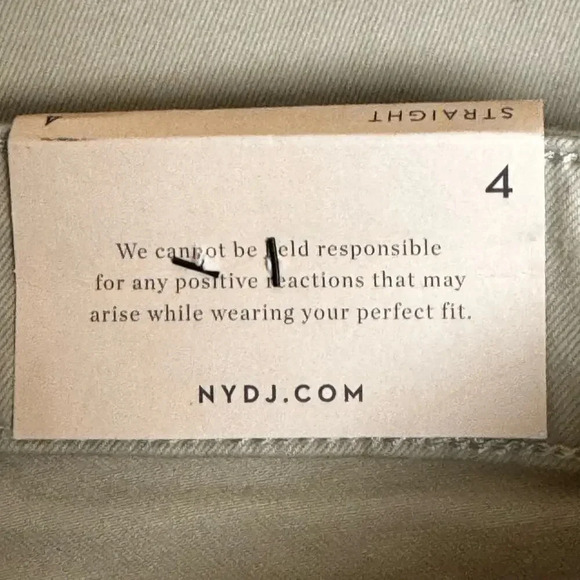 STRAIGHT
4
We cannot be held responsible
for any positive reactions that may
arise while wearing your perfect fit.
NYDJ.COM